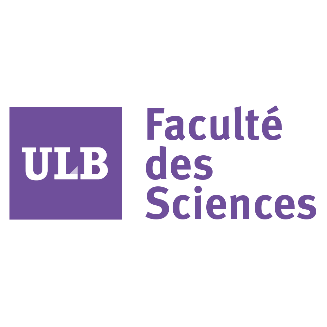 ULB
Faculté
des
Sciences